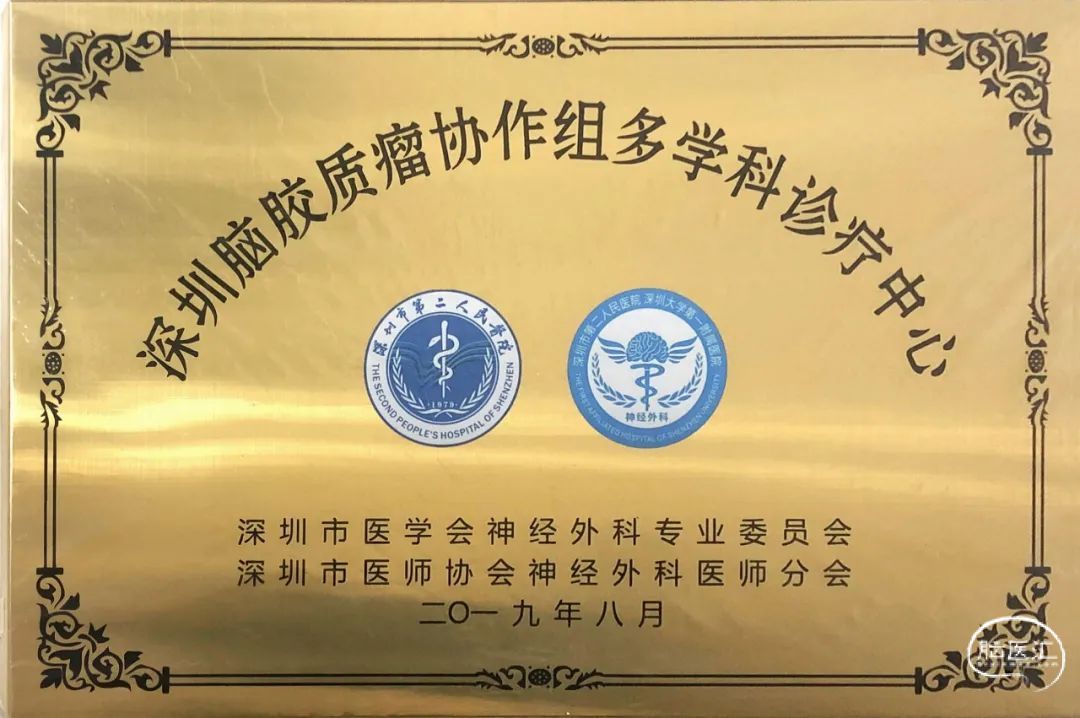 深圳脑胶质瘤协作组多学科诊疗中心
深圳市第二人民医院
THE SECOND PEOPLE'S HOSPITAL OF SHENZHEN
·1979·
深圳市第二人民医院 深圳大学第一附属医院
THE FIRST AFFILIATED HOSPITAL OF SHENZHEN UNIVERSITY
神经外科
深圳市医学会神经外科专业委员会
深圳市医师协会神经外科医师分会
二〇一九年八月
脑医汇